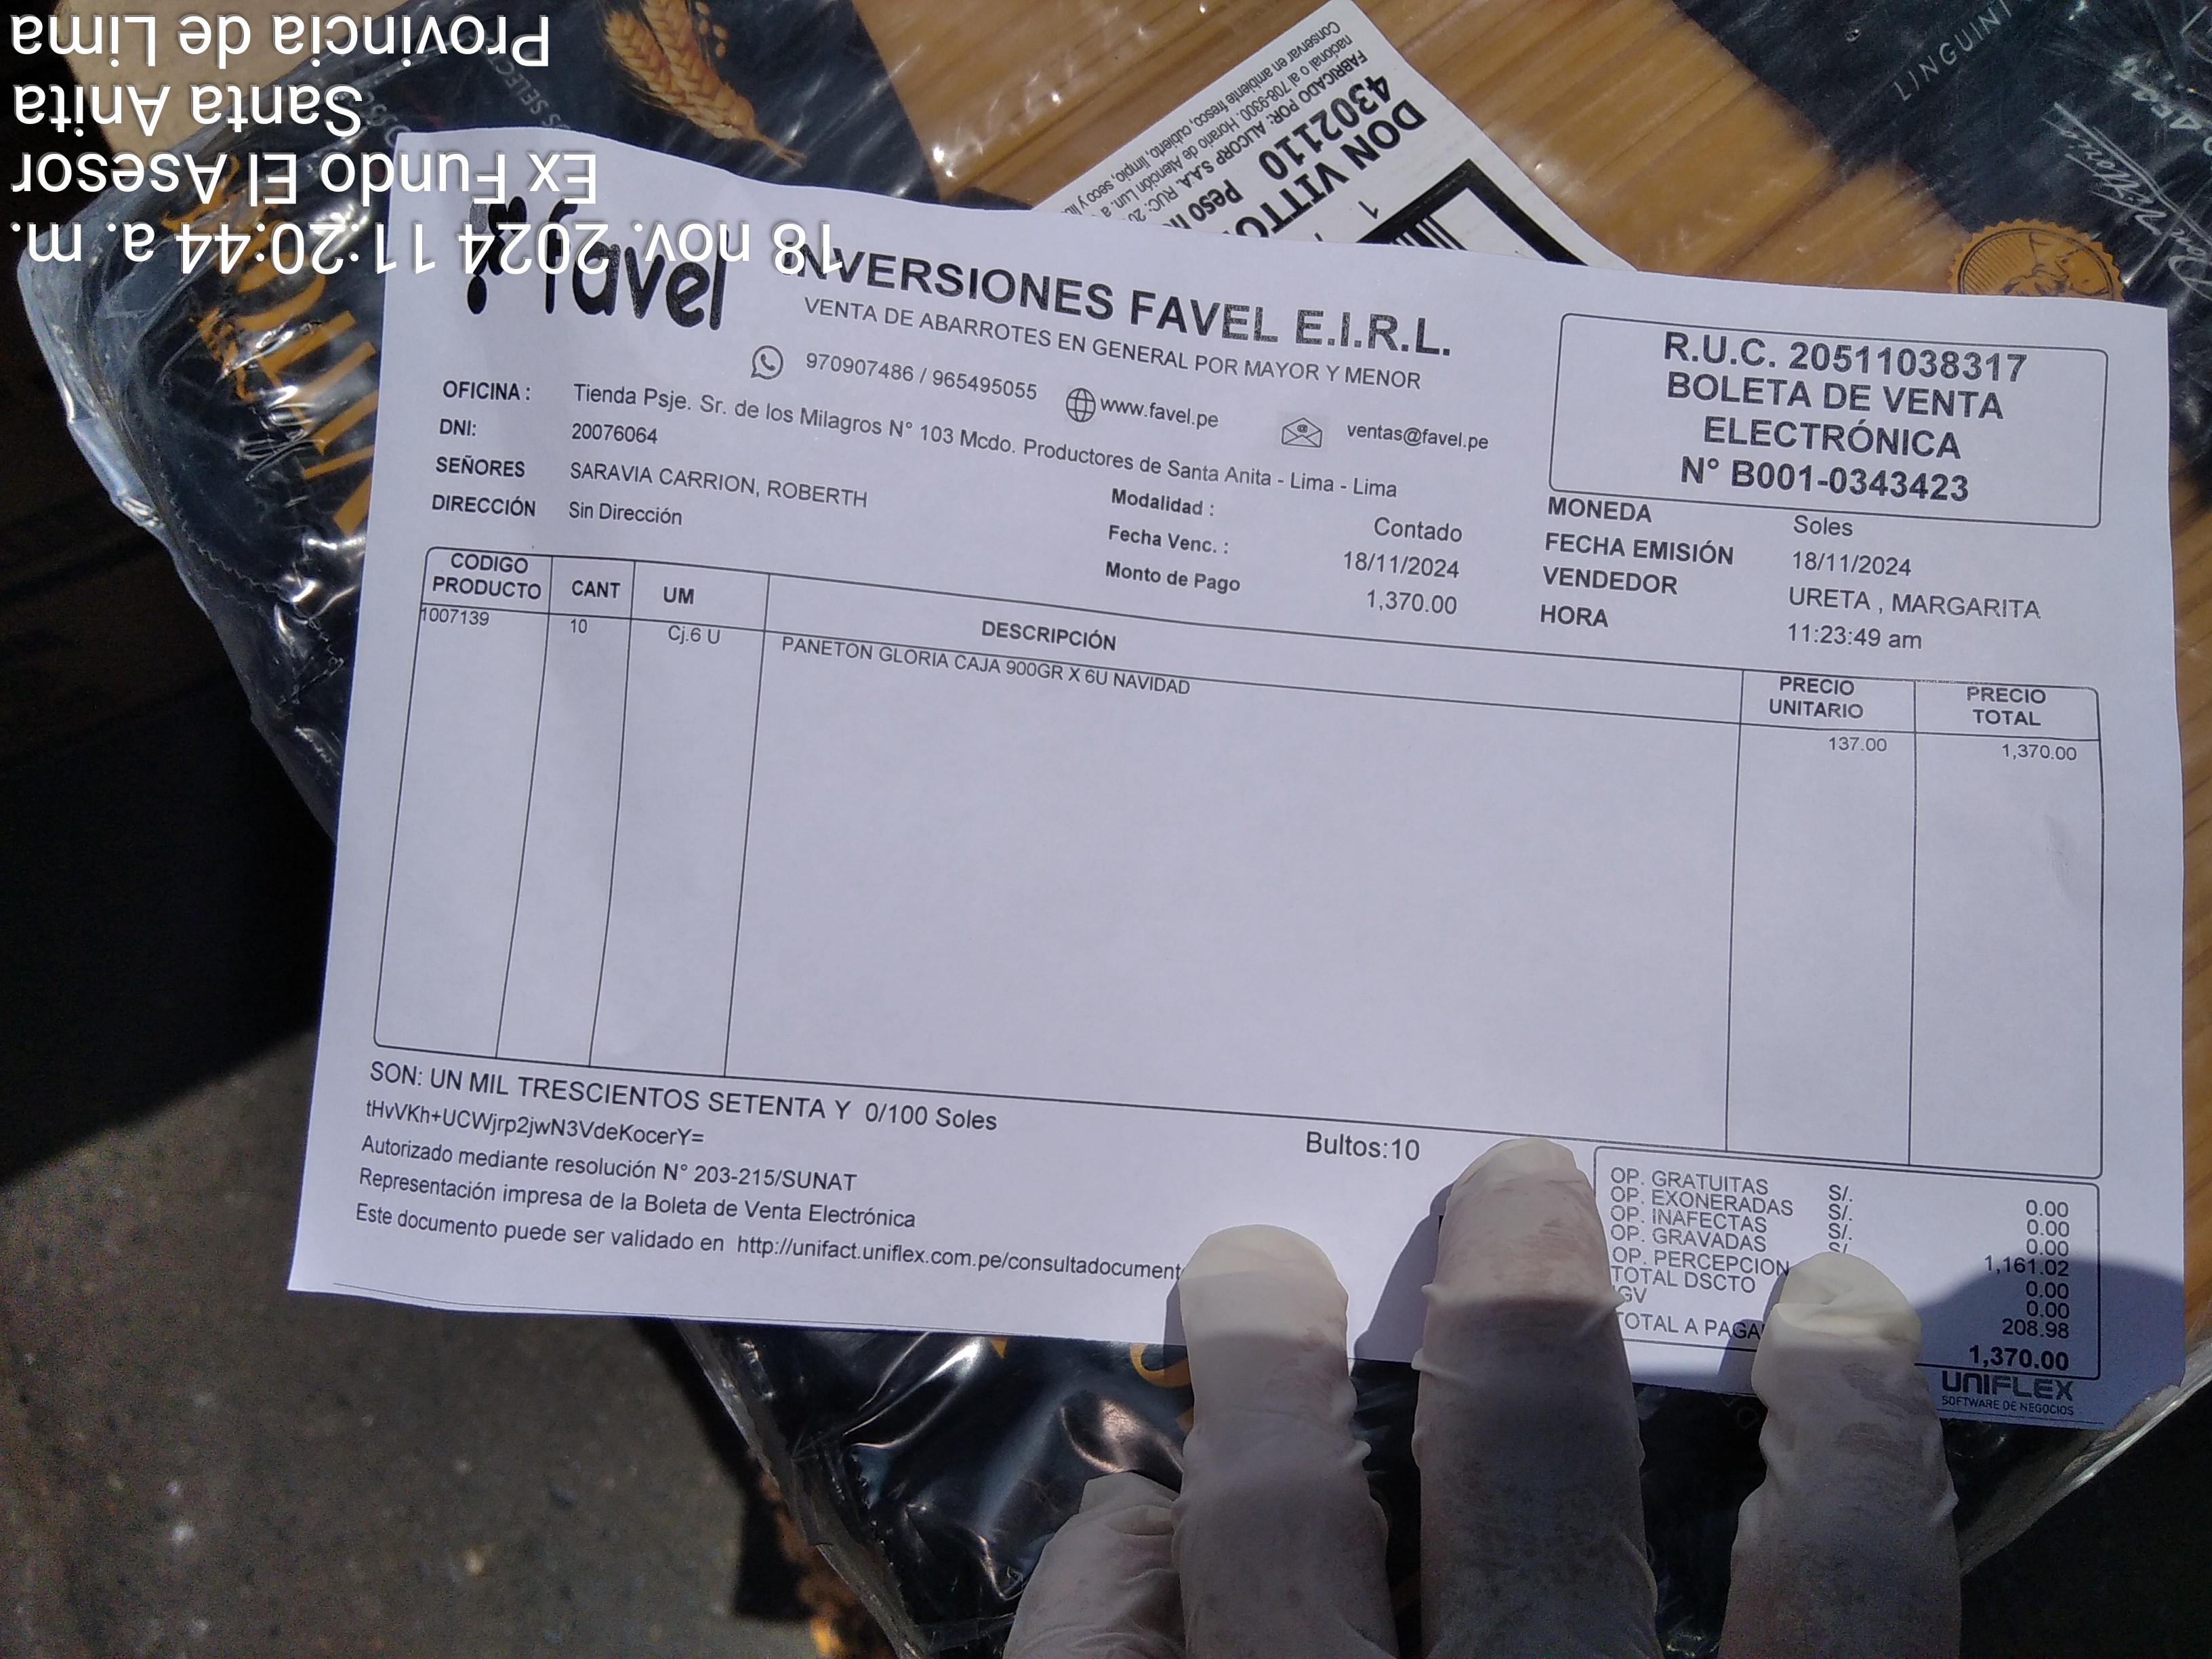 favel
INVERSIONES FAVEL E.I.R.L.
VENTA DE ABARROTES EN GENERAL POR MAYOR Y MENOR
970907486 / 965495055 www.favel.pe ventas@favel.pe
R.U.C. 20511038317
BOLETA DE VENTA
ELECTRÓNICA
N° B001-0343423
OFICINA : Tienda Psje. Sr. de los Milagros N° 103 Mcdo. Productores de Santa Anita - Lima - Lima
DNI: 20076064
SEÑORES SARAVIA CARRION, ROBERTH
DIRECCIÓN Sin Dirección
Modalidad : Contado
Fecha Venc. : 18/11/2024
Monto de Pago 1,370.00
MONEDA Soles
FECHA EMISIÓN 18/11/2024
VENDEDOR URETA , MARGARITA
HORA 11:23:49 am
CODIGO PRODUCTO CANT UM DESCRIPCIÓN PRECIO UNITARIO PRECIO TOTAL
1007139 10 Cj.6 U PANETON GLORIA CAJA 900GR X 6U NAVIDAD 137.00 1,370.00
SON: UN MIL TRESCIENTOS SETENTA Y 0/100 Soles
tHvVKh+UCWjrp2jwN3VdeKocerY=
Autorizado mediante resolución N° 203-215/SUNAT
Representación impresa de la Boleta de Venta Electrónica
Este documento puede ser validado en http://unifact.uniflex.com.pe/consultadocument
Bultos:10
OP. GRATUITAS S/. 0.00
OP. EXONERADAS S/. 0.00
OP. INAFECTAS S/. 0.00
OP. GRAVADAS S/. 1,161.02
OP. PERCEPCION 0.00
TOTAL DSCTO 0.00
IGV 208.98
TOTAL A PAGAR 1,370.00
UNIFLEX
SOFTWARE DE NEGOCIOS
DON VITTO
4302110 Peso n
FABRICADO POR: ALICORP S.A.A. RUC: 20
nacional o al 708-9300. Horario de Atención Lun. a
Conservar en ambiente fresco, cubierto, limpio, seco y lib
1
Don Vittorio
LINGUINI
18 nov. 2024 11:20:44 a. m.
Ex Fundo El Asesor
Santa Anita
Provincia de Lima